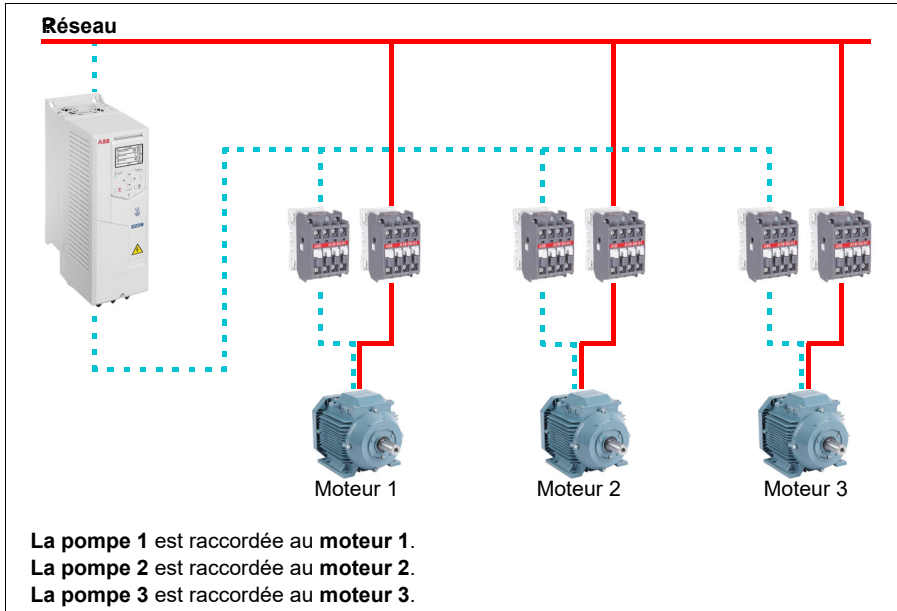 Réseau
ABB
Moteur 1
Moteur 2
Moteur 3
La pompe 1 est raccordée au moteur 1.
La pompe 2 est raccordée au moteur 2.
La pompe 3 est raccordée au moteur 3.